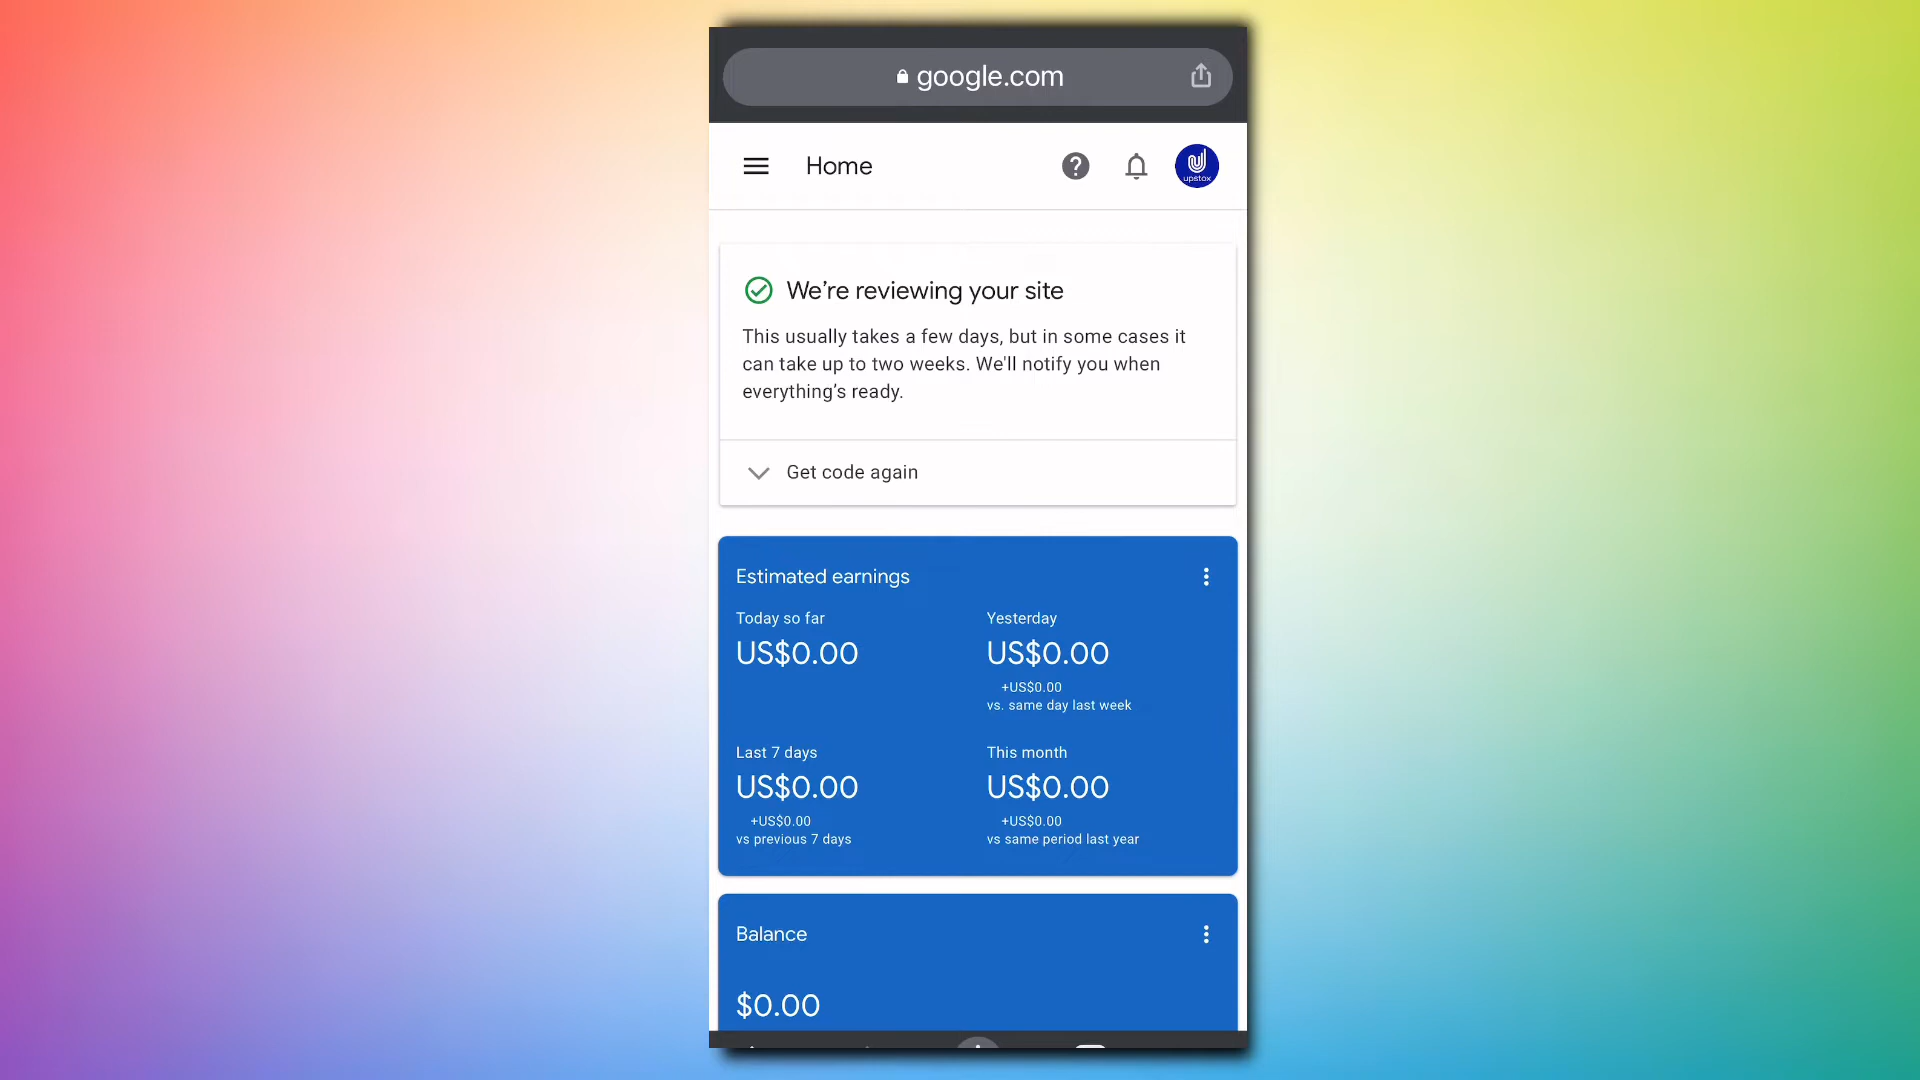 google.com
Home
upstox
We’re reviewing your site
This usually takes a few days, but in some cases it
can take up to two weeks. We'll notify you when
everything’s ready.
Get code again
Estimated earnings
Today so far
US$0.00
Yesterday
US$0.00
+US$0.00
vs. same day last week
Last 7 days
US$0.00
+US$0.00
vs previous 7 days
This month
US$0.00
+US$0.00
vs same period last year
Balance
$0.00